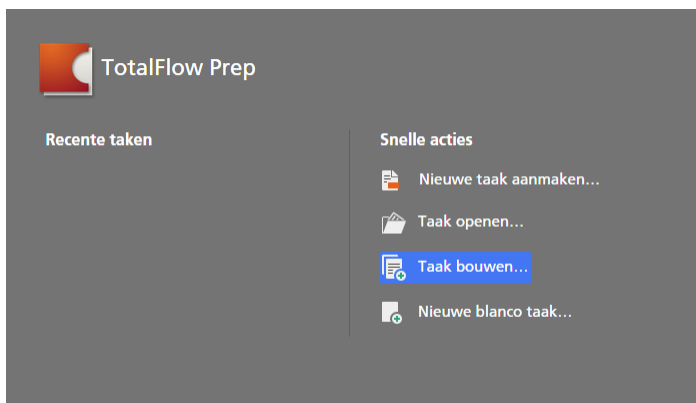 TotalFlow Prep
Recente taken
Snelle acties
Nieuwe taak aanmaken...
Taak openen...
Taak bouwen...
Nieuwe blanco taak...